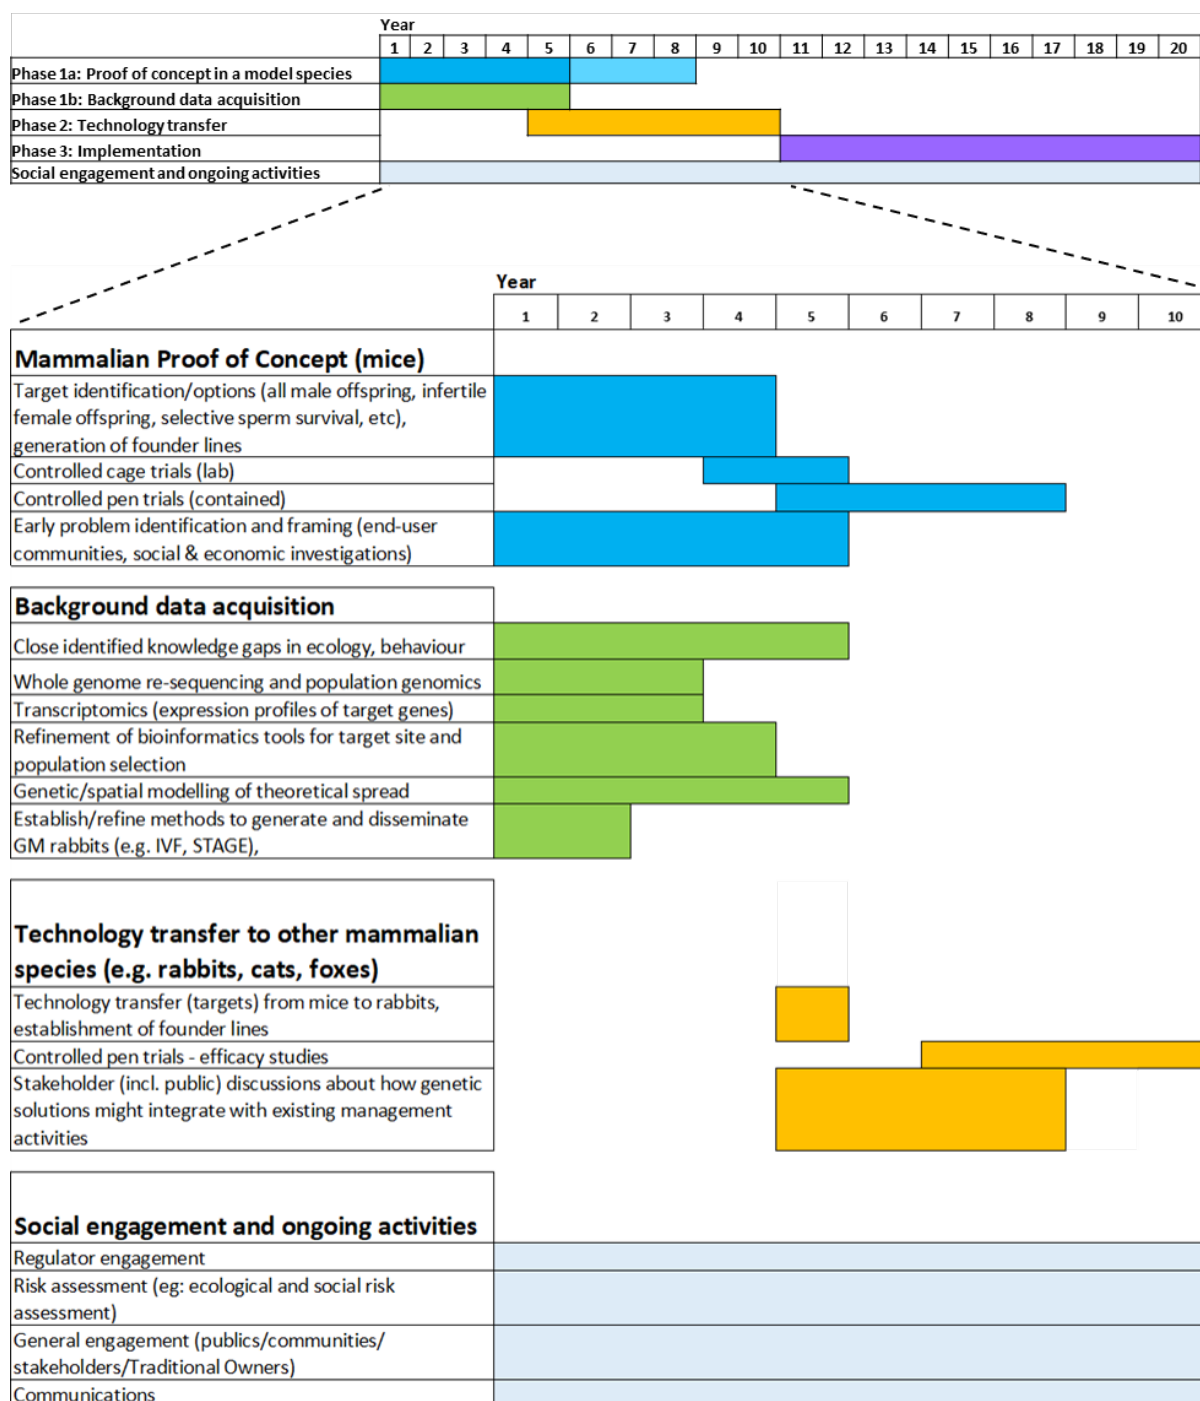 Year
1 2 3 4 5 6 7 8 9 10 11 12 13 14 15 16 17 18 19 20
Phase 1a: Proof of concept in a model species
Phase 1b: Background data acquisition
Phase 2: Technology transfer
Phase 3: Implementation
Social engagement and ongoing activities
Year
1 2 3 4 5 6 7 8 9 10
Mammalian Proof of Concept (mice)
Target identification/options (all male offspring, infertile
female offspring, selective sperm survival, etc),
generation of founder lines
Controlled cage trials (lab)
Controlled pen trials (contained)
Early problem identification and framing (end-user
communities, social & economic investigations)
Background data acquisition
Close identified knowledge gaps in ecology, behaviour
Whole genome re-sequencing and population genomics
Transcriptomics (expression profiles of target genes)
Refinement of bioinformatics tools for target site and
population selection
Genetic/spatial modelling of theoretical spread
Establish/refine methods to generate and disseminate
GM rabbits (e.g. IVF, STAGE),
Technology transfer to other mammalian
species (e.g. rabbits, cats, foxes)
Technology transfer (targets) from mice to rabbits,
establishment of founder lines
Controlled pen trials - efficacy studies
Stakeholder (incl. public) discussions about how genetic
solutions might integrate with existing management
activities
Social engagement and ongoing activities
Regulator engagement
Risk assessment (eg: ecological and social risk
assessment)
General engagement (publics/communities/
stakeholders/Traditional Owners)
Communications